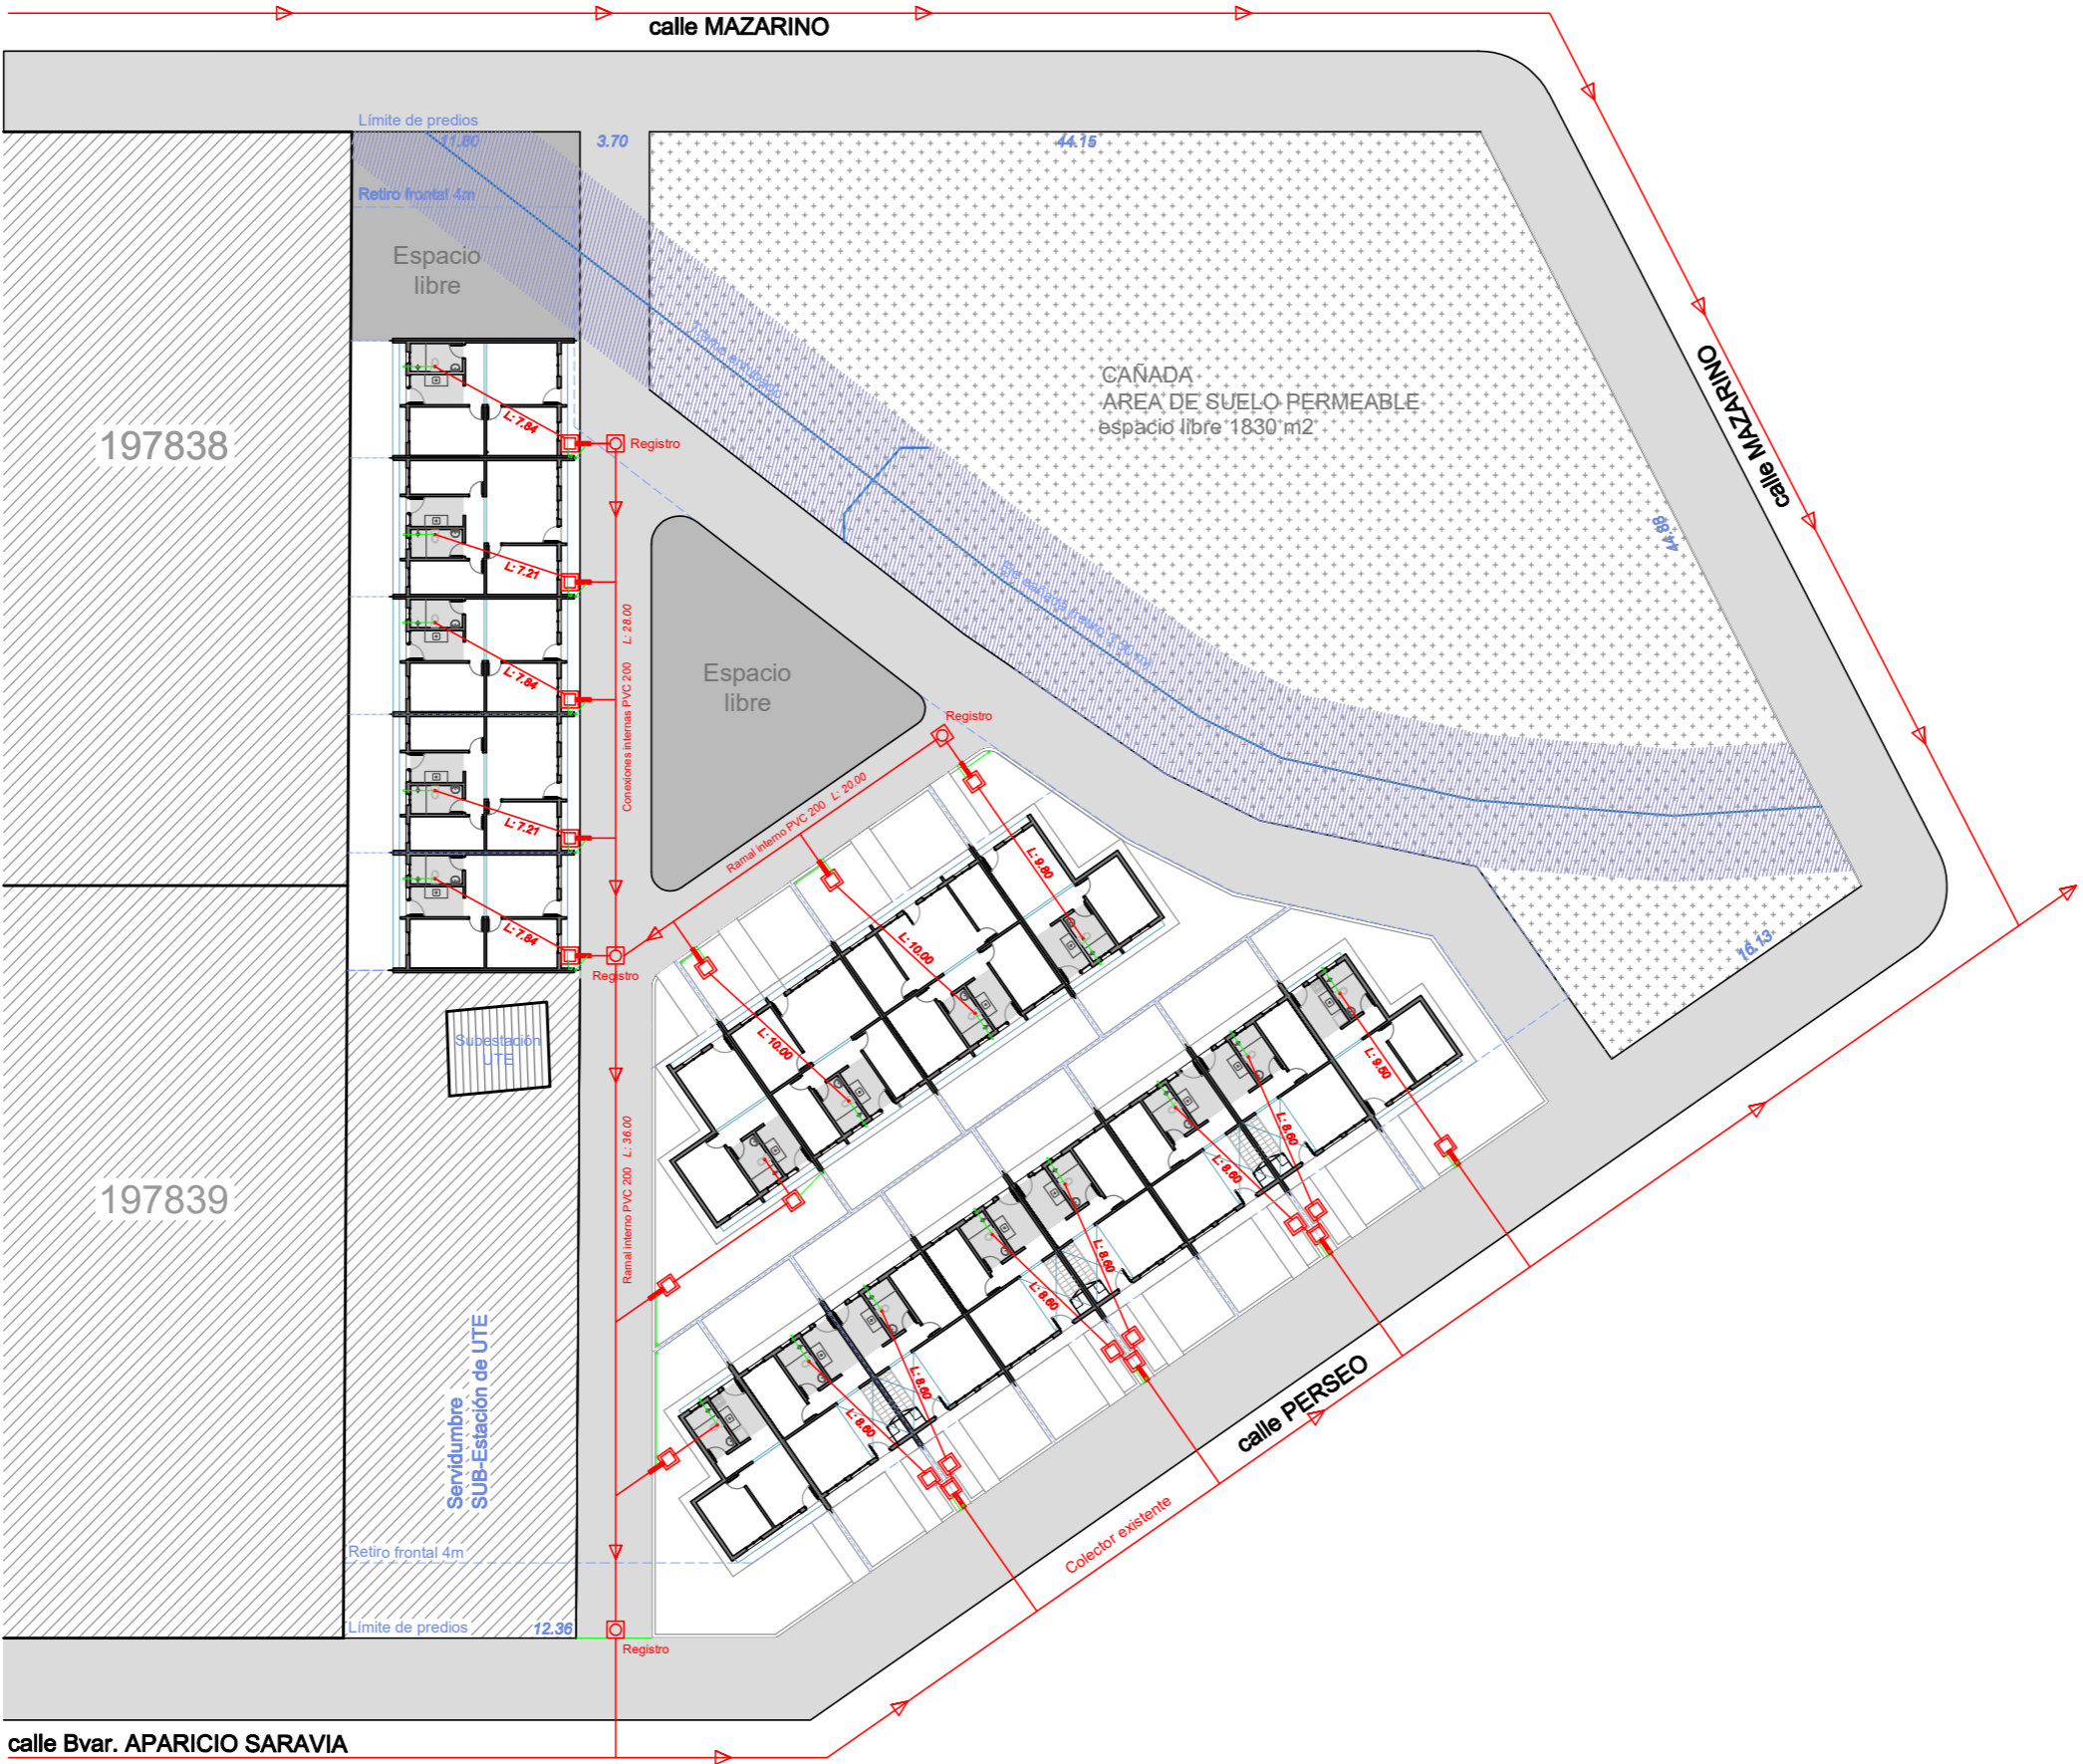 calle MAZARINO
Límite de predios
11.80
3.70
44.15
Retiro frontal 4m
Espacio
libre
CAÑADA
AREA DE SUELO PERMEABLE
espacio libre 1830 m2
calle MAZARINO
44.88
197838
L: 7.84
Registro
L: 7.21
L: 7.84
L: 7.21
L: 7.84
Conexiones internas PVC 200    L: 28.00
Espacio
libre
Registro
Ramal interno PVC 200    L: 20.00
L: 9.80
L: 10.00
L: 10.00
Registro
16.13
Subestación
UTE
L: 9.50
L: 8.60
L: 8.60
L: 8.60
L: 8.60
L: 8.60
L: 8.60
Ramal interno PVC 200    L: 36.00
197839
Servidumbre
SUB-Estación de UTE
calle PERSEO
Colector existente
Retiro frontal 4m
Límite de predios
12.36
Registro
calle Bvar. APARICIO SARAVIA